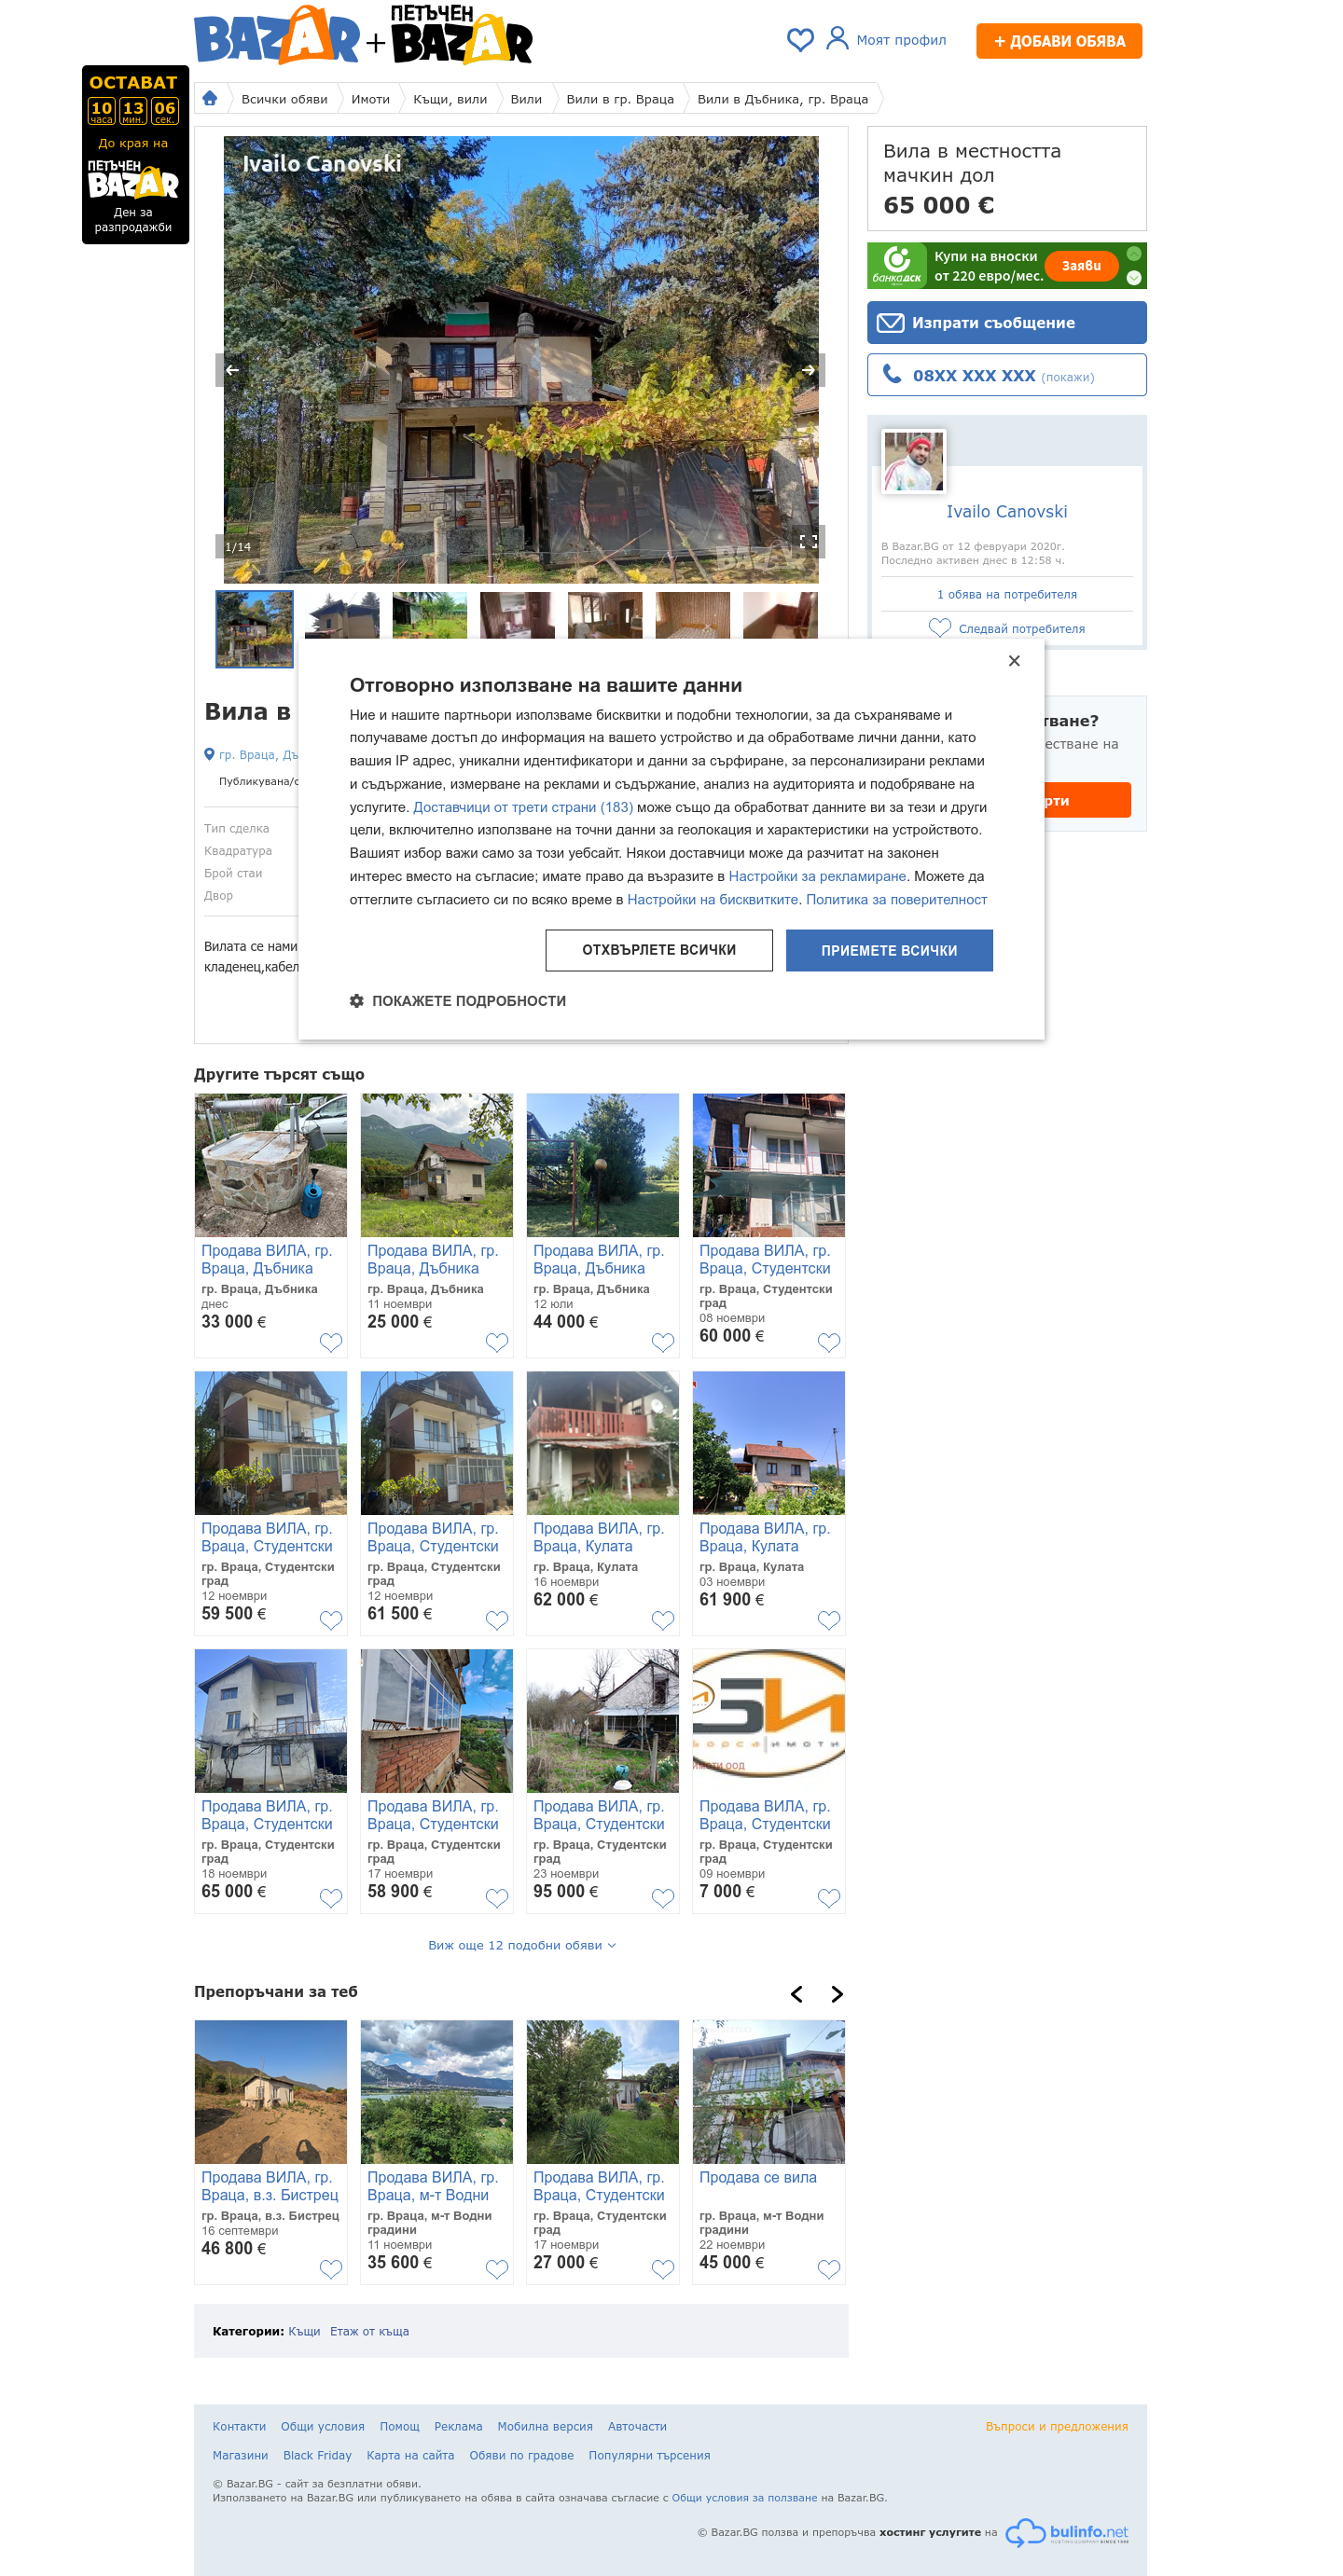 BAZAR + ПЕТЪЧЕН BAZAR
Моят профил
+ ДОБАВИ ОБЯВА
ОСТАВАТ
10 13 06
часа мин. сек.
До края на
ПЕТЪЧЕН
BAZAR
Ден за
разпродажби
Всички обяви Имоти Къщи, вили Вили Вили в гр. Враца Вили в Дъбника, гр. Враца
Ivailo Canovski
1/14
Вила в местността
мачкин дол
65 000 €
банка дск
Купи на вноски
от 220 евро/мес.
Заяви
Изпрати съобщение
08XX XXX XXX (покажи)
Ivailo Canovski
В Bazar.BG от 12 февруари 2020г.
Последно активен днес в 12:58 ч.
1 обява на потребителя
Следвай потребителя
Вила в
гр. Враца, Дъ
Публикувана/о
Тип сделка
Квадратура
Брой стаи
Двор
Вилата се нами
кладенец,кабел
×
Отговорно използване на вашите данни
Ние и нашите партньори използваме бисквитки и подобни технологии, за да съхраняваме и
получаваме достъп до информация на вашето устройство и да обработваме лични данни, като
вашия IP адрес, уникални идентификатори и данни за сърфиране, за персонализирани реклами
и съдържание, измерване на реклами и съдържание, анализ на аудиторията и подобряване на
услугите. Доставчици от трети страни (183) може също да обработват данните ви за тези и други
цели, включително използване на точни данни за геолокация и характеристики на устройството.
Вашият избор важи само за този уебсайт. Някои доставчици може да разчитат на законен
интерес вместо на съгласие; имате право да възразите в Настройки за рекламиране. Можете да
оттеглите съгласието си по всяко време в Настройки на бисквитките. Политика за поверителност
ОТХВЪРЛЕТЕ ВСИЧКИ
ПРИЕМЕТЕ ВСИЧКИ
ПОКАЖЕТЕ ПОДРОБНОСТИ
тване?
естване на
рти
Другите търсят също
Продава ВИЛА, гр.
Враца, Дъбника
гр. Враца, Дъбника
днес
33 000 €
Продава ВИЛА, гр.
Враца, Дъбника
гр. Враца, Дъбника
11 ноември
25 000 €
Продава ВИЛА, гр.
Враца, Дъбника
гр. Враца, Дъбника
12 юли
44 000 €
Продава ВИЛА, гр.
Враца, Студентски
гр. Враца, Студентски
град
08 ноември
60 000 €
Продава ВИЛА, гр.
Враца, Студентски
гр. Враца, Студентски
град
12 ноември
59 500 €
Продава ВИЛА, гр.
Враца, Студентски
гр. Враца, Студентски
град
12 ноември
61 500 €
Продава ВИЛА, гр.
Враца, Кулата
гр. Враца, Кулата
16 ноември
62 000 €
Продава ВИЛА, гр.
Враца, Кулата
гр. Враца, Кулата
03 ноември
61 900 €
Продава ВИЛА, гр.
Враца, Студентски
гр. Враца, Студентски
град
18 ноември
65 000 €
Продава ВИЛА, гр.
Враца, Студентски
гр. Враца, Студентски
град
17 ноември
58 900 €
Продава ВИЛА, гр.
Враца, Студентски
гр. Враца, Студентски
град
23 ноември
95 000 €
Продава ВИЛА, гр.
Враца, Студентски
гр. Враца, Студентски
град
09 ноември
7 000 €
Виж още 12 подобни обяви
Препоръчани за теб
Продава ВИЛА, гр.
Враца, в.з. Бистрец
гр. Враца, в.з. Бистрец
16 септември
46 800 €
Продава ВИЛА, гр.
Враца, м-т Водни
гр. Враца, м-т Водни
градини
11 ноември
35 600 €
Продава ВИЛА, гр.
Враца, Студентски
гр. Враца, Студентски
град
17 ноември
27 000 €
Продава се вила
гр. Враца, м-т Водни
градини
22 ноември
45 000 €
Категории: Къщи Етаж от къща
Контакти Общи условия Помощ Реклама Мобилна версия Авточасти
Въпроси и предложения
Магазини Black Friday Карта на сайта Обяви по градове Популярни търсения
© Bazar.BG - сайт за безплатни обяви.
Използването на Bazar.BG или публикуването на обява в сайта означава съгласие с Общи условия за ползване на Bazar.BG.
© Bazar.BG ползва и препоръчва хостинг услугите на bulinfo.net